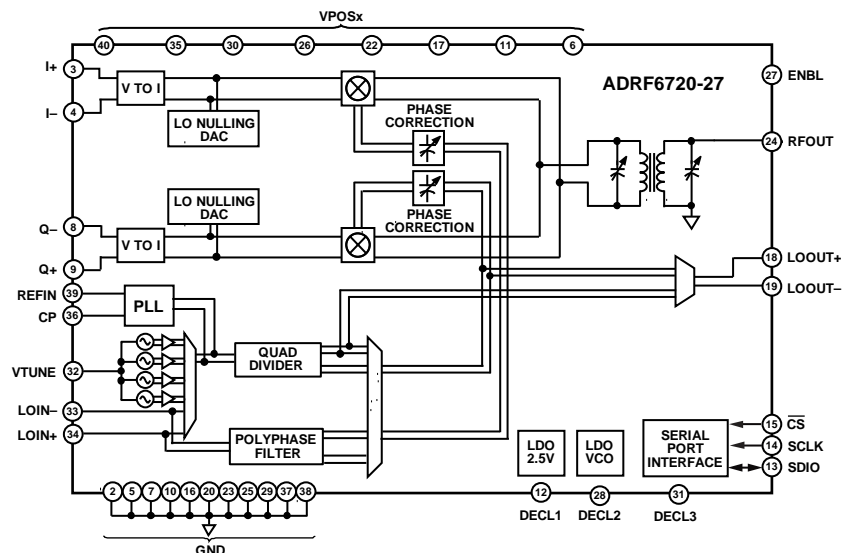 VPOSx
40 35 30 26 22 17 11 6
I+ 3
I– 4
V TO I
LO NULLING
DAC
PHASE
CORRECTION
ADRF6720-27
27 ENBL
24 RFOUT
LO NULLING
DAC
PHASE
CORRECTION
Q– 8
Q+ 9
V TO I
18 LOOUT+
19 LOOUT–
REFIN 39
CP 36
PLL
VTUNE 32
QUAD
DIVIDER
LOIN– 33
LOIN+ 34
POLYPHASE
FILTER
LDO
2.5V
LDO
VCO
SERIAL
PORT
INTERFACE
15 CS
14 SCLK
13 SDIO
2 5 7 10 16 20 23 25 29 37 38
GND
12
DECL1
28
DECL2
31
DECL3